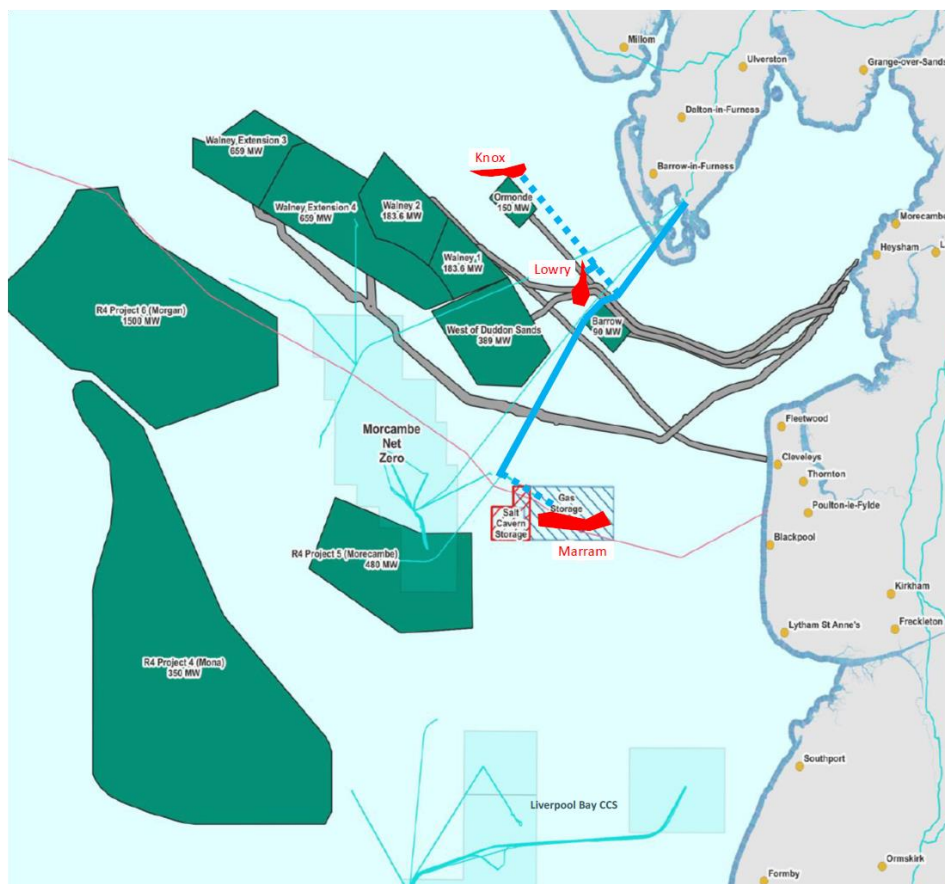 Millom
Ulverston
Grange-over-Sands
Dalton-in-Furness
Walney Extension 3
659 MW
Knox
Barrow-in-Furness
Walney Extension 4
659 MW
Walney 2
183.6 MW
Ormonde
150 MW
Morecambe
Heysham
L
Walney 1
183.6 MW
Lowry
R4 Project 6 (Morgan)
1500 MW
West of Duddon Sands
389 MW
Barrow
90 MW
Fleetwood
Morcambe
Net
Zero
Cleveleys
Thornton
Gas
Storage
Salt
Cavern
Storage
Poulton-le-Fylde
Blackpool
Marram
R4 Project 5 (Morecambe)
480 MW
Kirkham
Lytham St Anne's
Freckleton
R4 Project 4 (Mona)
350 MW
Southport
Liverpool Bay CCS
Ormskirk
Formby